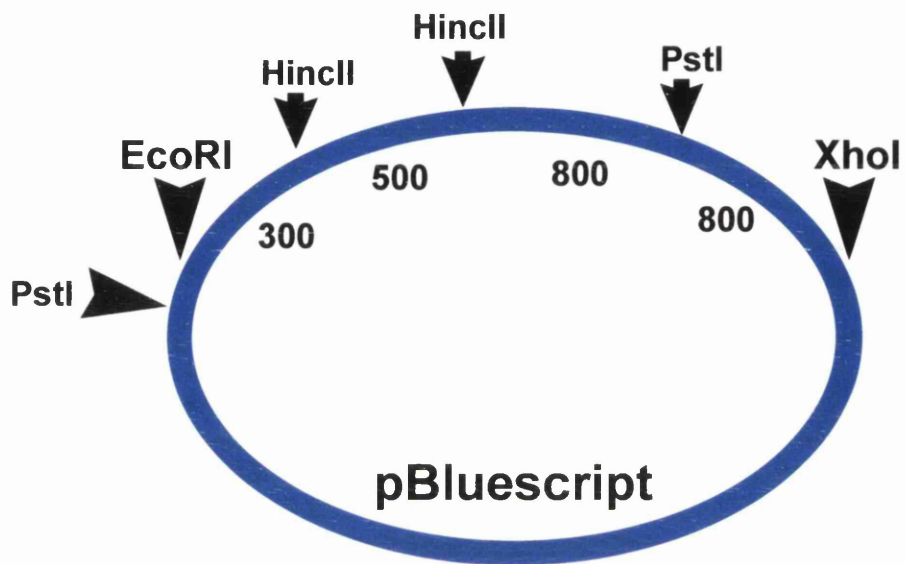 HincII
HincII
PstI
EcoRI
XhoI
500
800
800
300
PstI
pBluescript